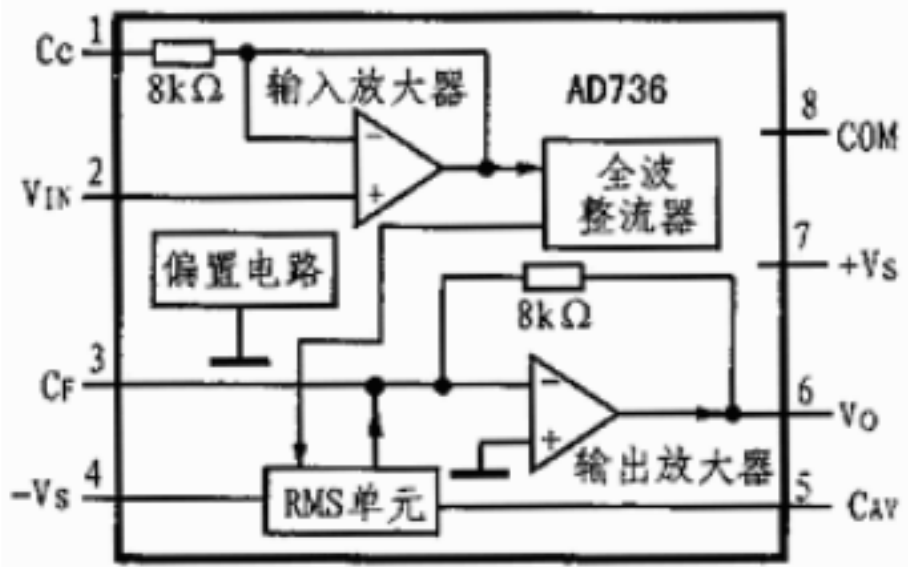 1
CC
8kΩ
输入放大器
AD736
8
COM
2
VIN
全波
整流器
7
+VS
偏置电路
8kΩ
3
CF
6
VO
输出放大器
4
-VS
RMS单元
5
CAV
−
+
−
+